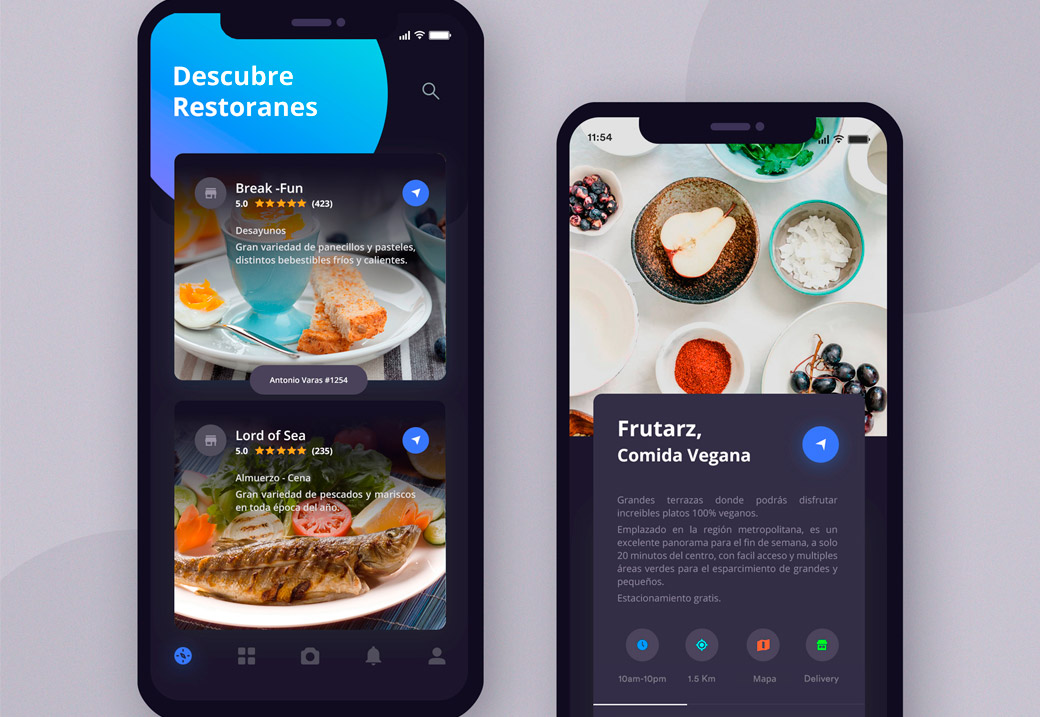 Descubre
Restoranes
Break -Fun
5.0 (423)
Desayunos
Gran variedad de panecillos y pasteles,
distintos bebestibles fríos y calientes.
Antonio Varas #1254
Lord of Sea
5.0 (235)
Almuerzo - Cena
Gran variedad de pescados y mariscos
en toda época del año.
11:54
Frutarz,
Comida Vegana
Grandes terrazas donde podrás disfrutar
increibles platos 100% veganos.
Emplazado en la región metropolitana, es un
excelente panorama para el fin de semana, a solo
20 minutos del centro, con facil acceso y multiples
áreas verdes para el esparcimiento de grandes y
pequeños.
Estacionamiento gratis.
10am-10pm
1.5 Km
Mapa
Delivery